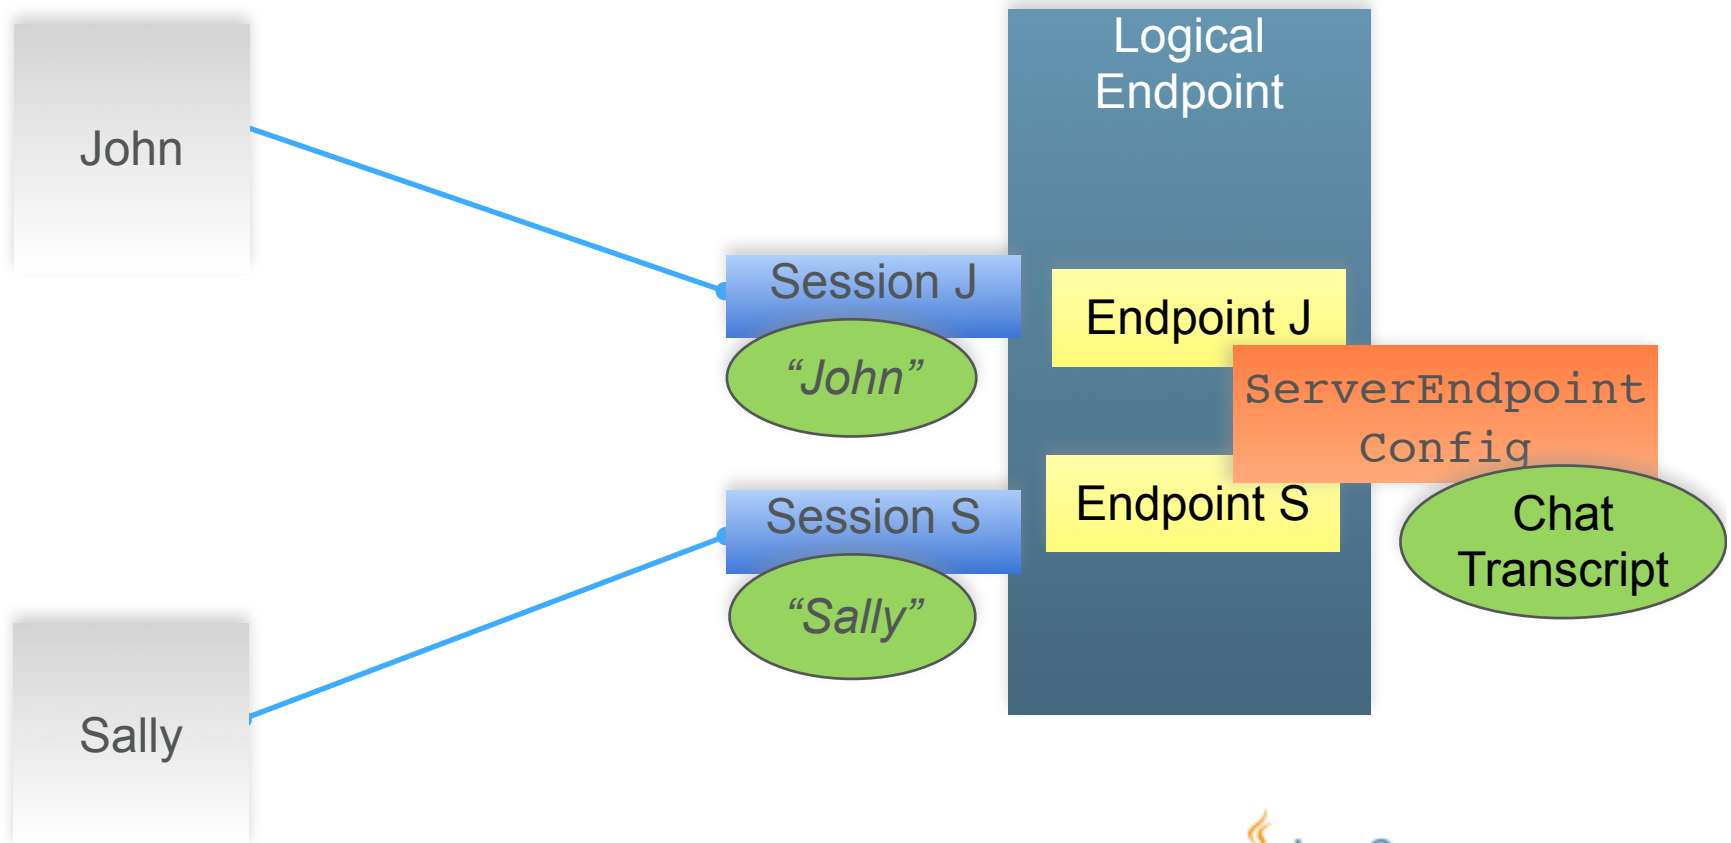 Logical
Endpoint
John
Session J
Endpoint J
“John”
ServerEndpoint
Config
Session S
Endpoint S
Chat
Transcript
“Sally”
Sally